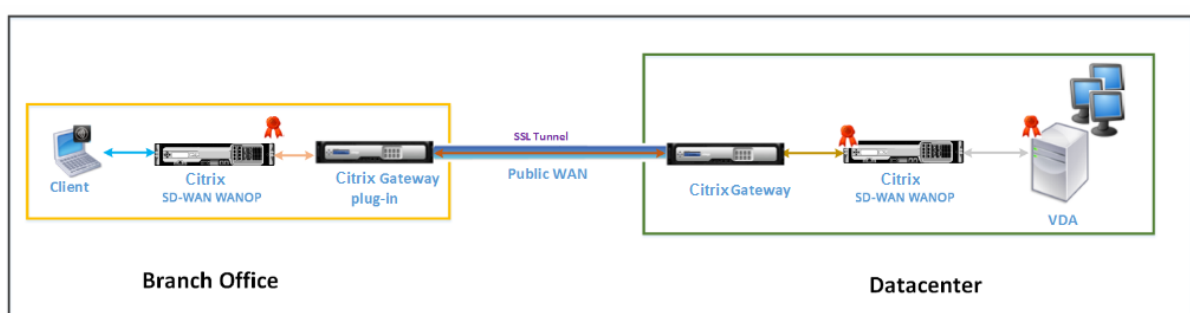 SSL Tunnel
Client
Citrix
SD-WAN WANOP
Citrix Gateway
plug-in
Public WAN
Citrix Gateway
Citrix
SD-WAN WANOP
VDA
Branch Office
Datacenter